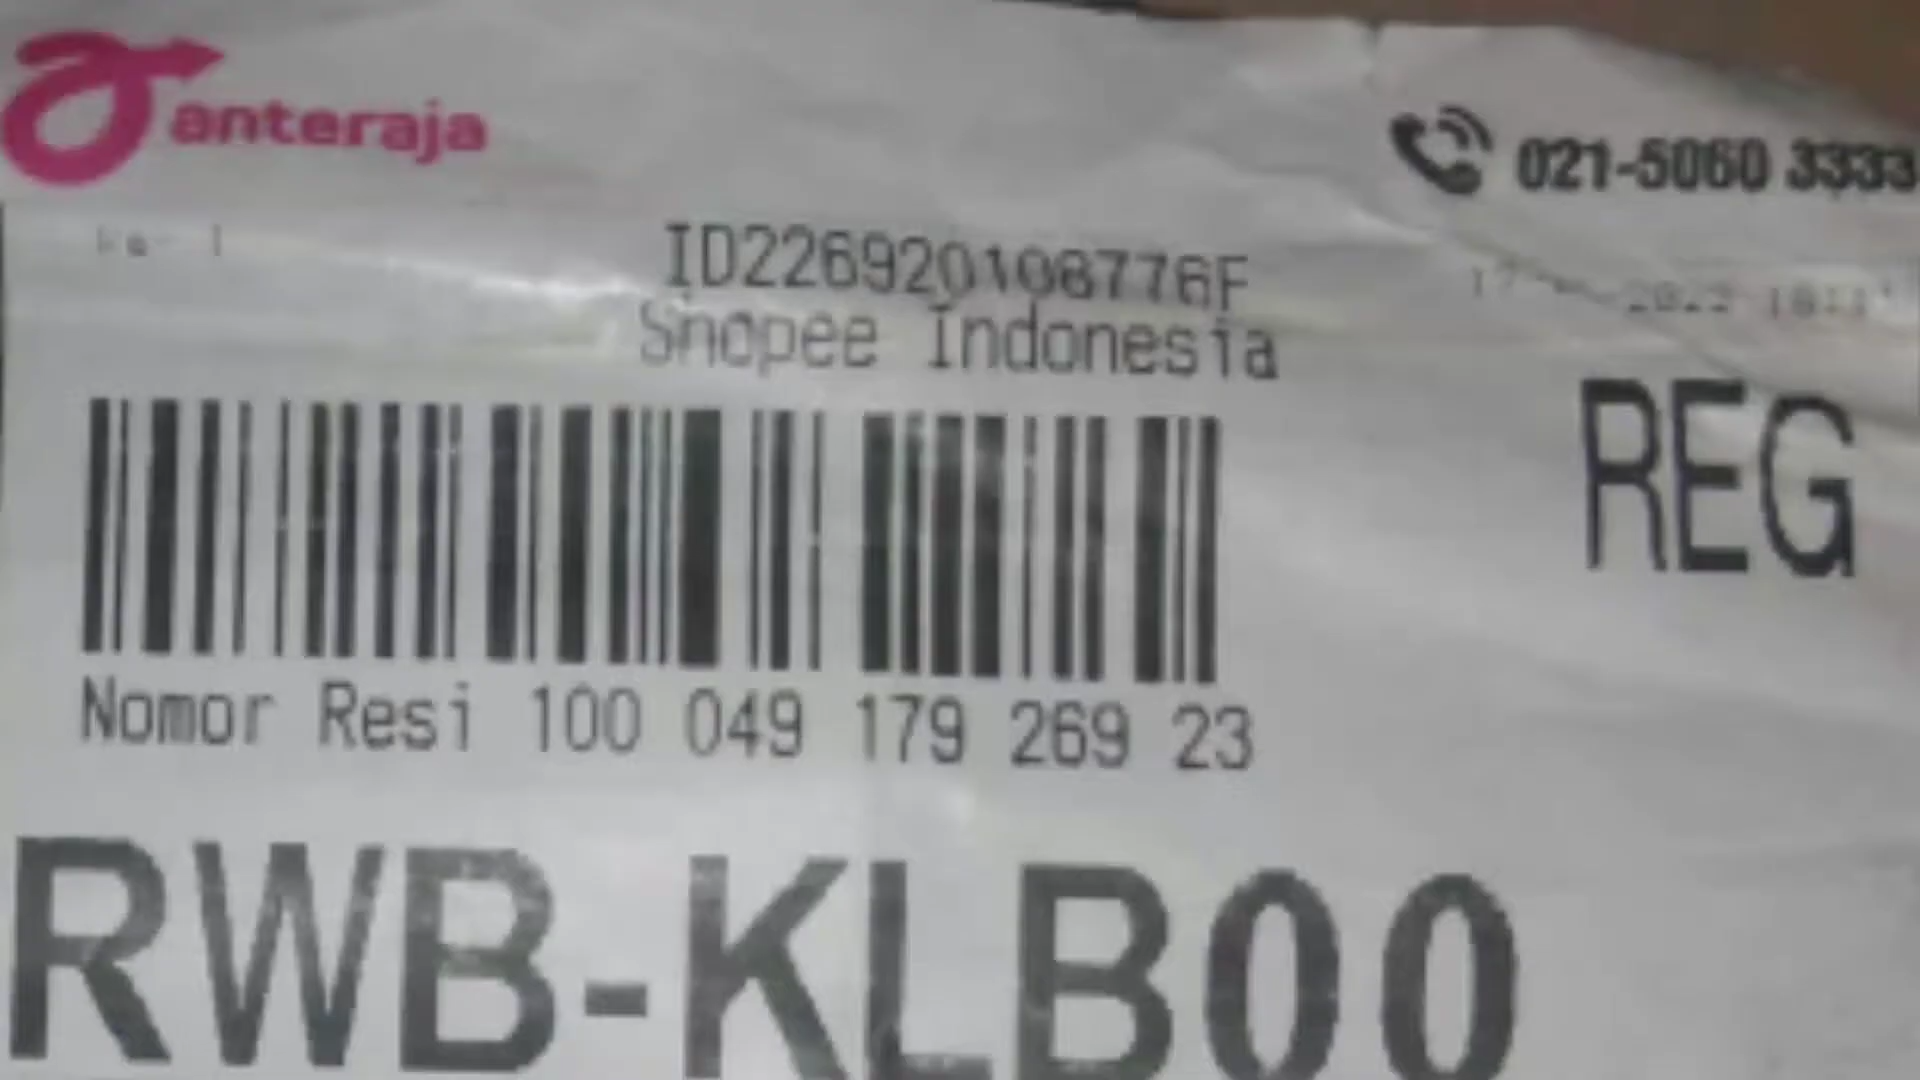 anteraja
021-5060 3333
ID226920108776F
Shopee Indonesia
REG
Nomor Resi 100 049 179 269 23
RWB-KLB00